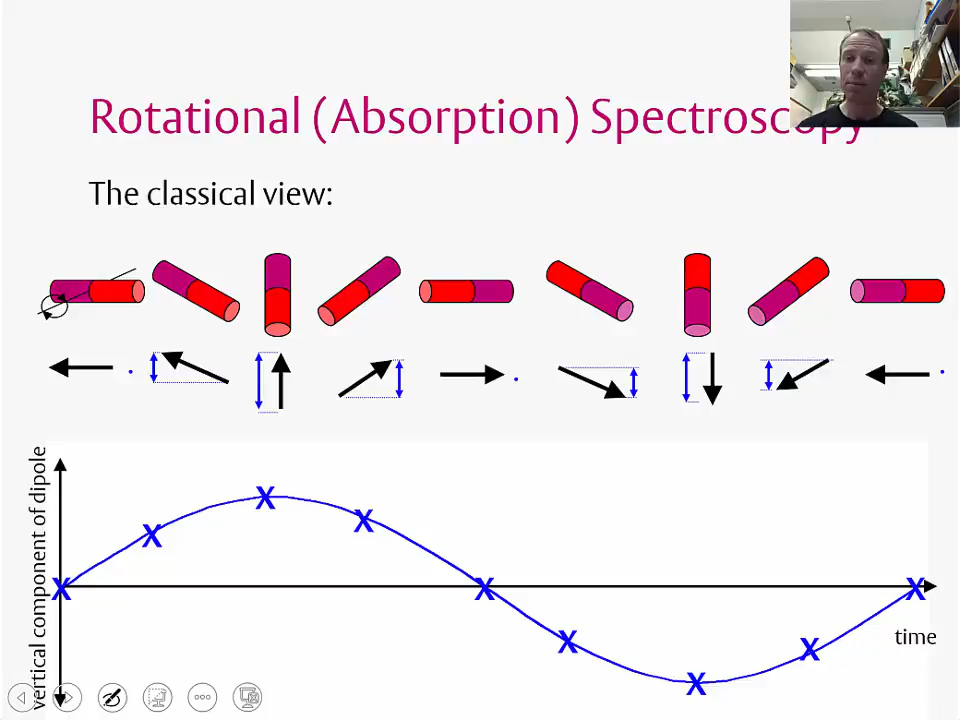 Rotational (Absorption) Spectroscopy
The classical view:
vertical component of dipole
X
X
X
X
X
X
X
X
X
time